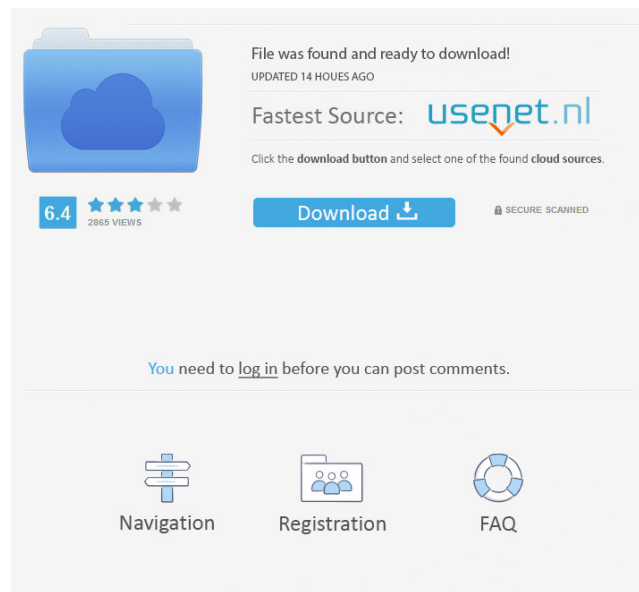 File was found and ready to download!
UPDATED 14 HOUES AGO
Fastest Source: usenet.nl
Click the download button and select one of the found cloud sources.
6.4
2865 VIEWS
Download
SECURE SCANNED
You need to log in before you can post comments.
Navigation
Registration
FAQ